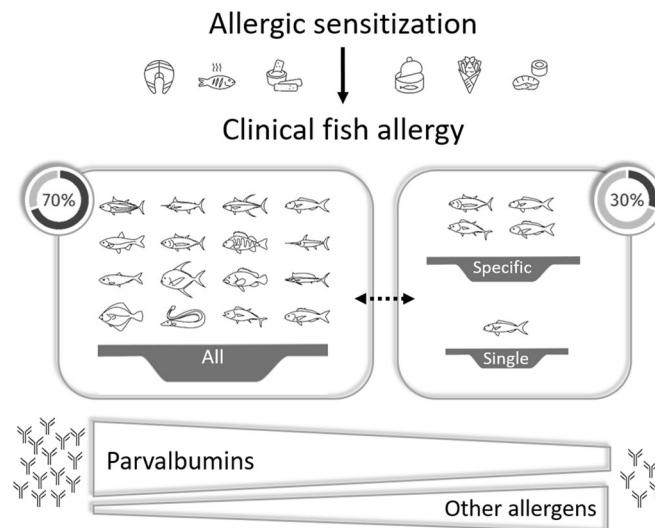 Allergic sensitization
Clinical fish allergy
70%
30%
All
Specific
Single
Parvalbumins
Other allergens